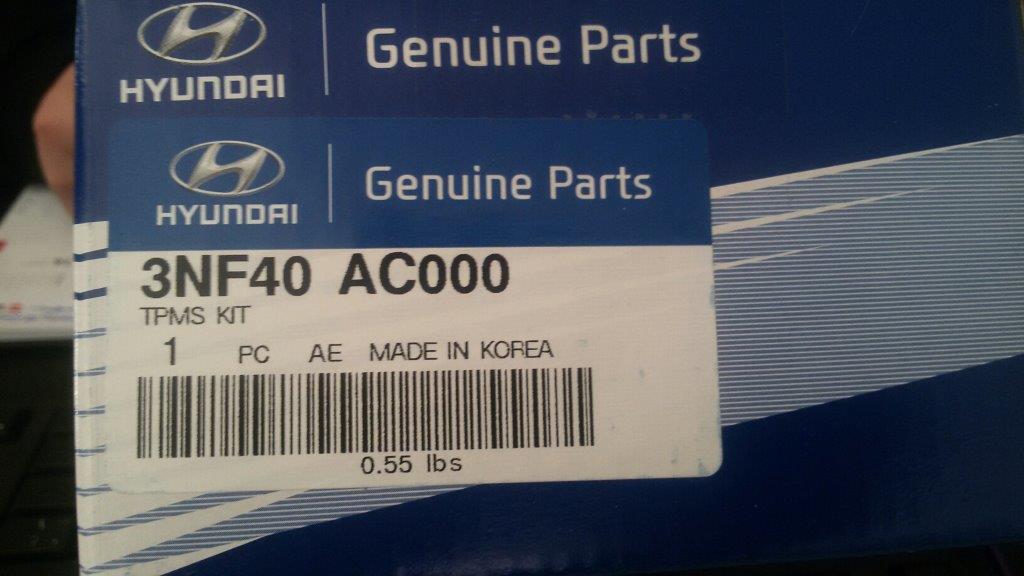 HYUNDAI
Genuine Parts
HYUNDAI
Genuine Parts
3NF40 AC000
TPMS KIT
1 PC AE MADE IN KOREA
0.55 lbs